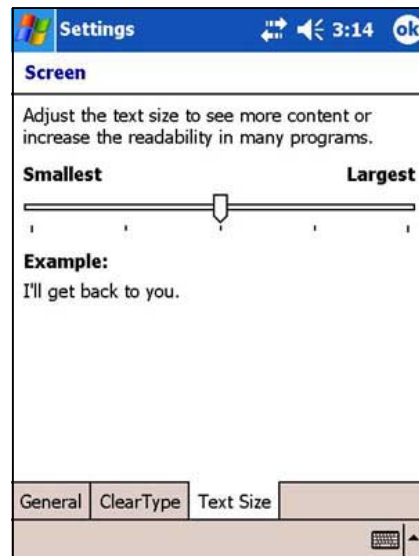 Settings 3:14 ok
Screen
Adjust the text size to see more content or
increase the readability in many programs.
Smallest Largest
Example:
I'll get back to you.
General ClearType Text Size